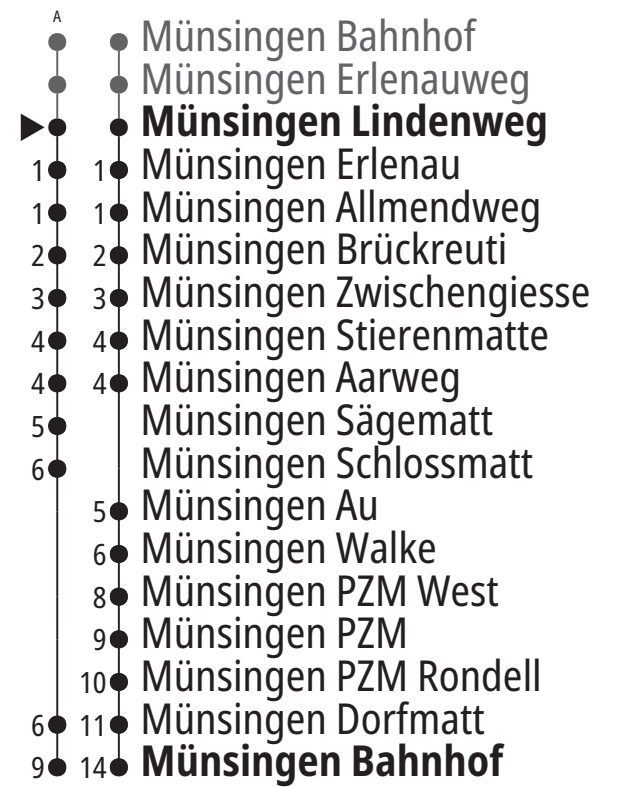 A
Münsingen Bahnhof
Münsingen Erlenauweg
Münsingen Lindenweg
1 1 Münsingen Erlenau
1 1 Münsingen Allmendweg
2 2 Münsingen Brückreuti
3 3 Münsingen Zwischengiesse
4 4 Münsingen Stierenmatte
4 4 Münsingen Aarweg
5 Münsingen Sägematt
6 Münsingen Schlossmatt
5 Münsingen Au
6 Münsingen Walke
8 Münsingen PZM West
9 Münsingen PZM
10 Münsingen PZM Rondell
6 11 Münsingen Dorfmatt
9 14 Münsingen Bahnhof